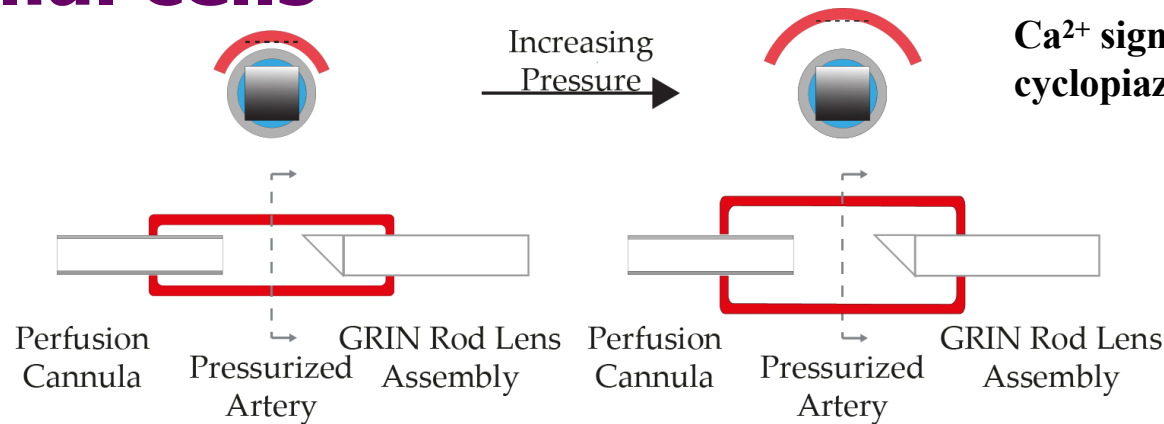 Increasing
Pressure
Ca²⁺ sign
cyclopiaz
Perfusion
Cannula
Pressurized
Artery
GRIN Rod Lens
Assembly
Perfusion
Cannula
Pressurized
Artery
GRIN Rod Lens
Assembly